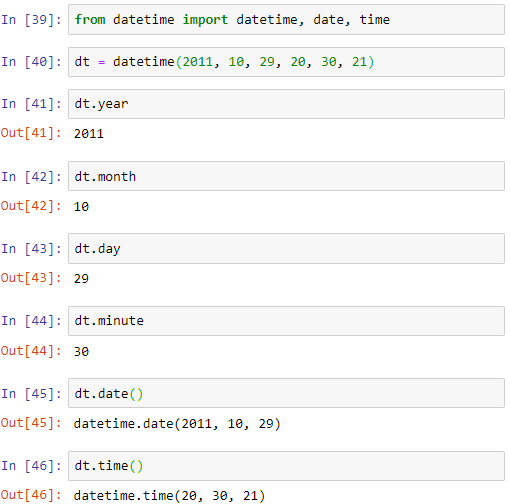 In [39]: from datetime import datetime, date, time
In [40]: dt = datetime(2011, 10, 29, 20, 30, 21)
In [41]: dt.year
Out[41]: 2011
In [42]: dt.month
Out[42]: 10
In [43]: dt.day
Out[43]: 29
In [44]: dt.minute
Out[44]: 30
In [45]: dt.date()
Out[45]: datetime.date(2011, 10, 29)
In [46]: dt.time()
Out[46]: datetime.time(20, 30, 21)